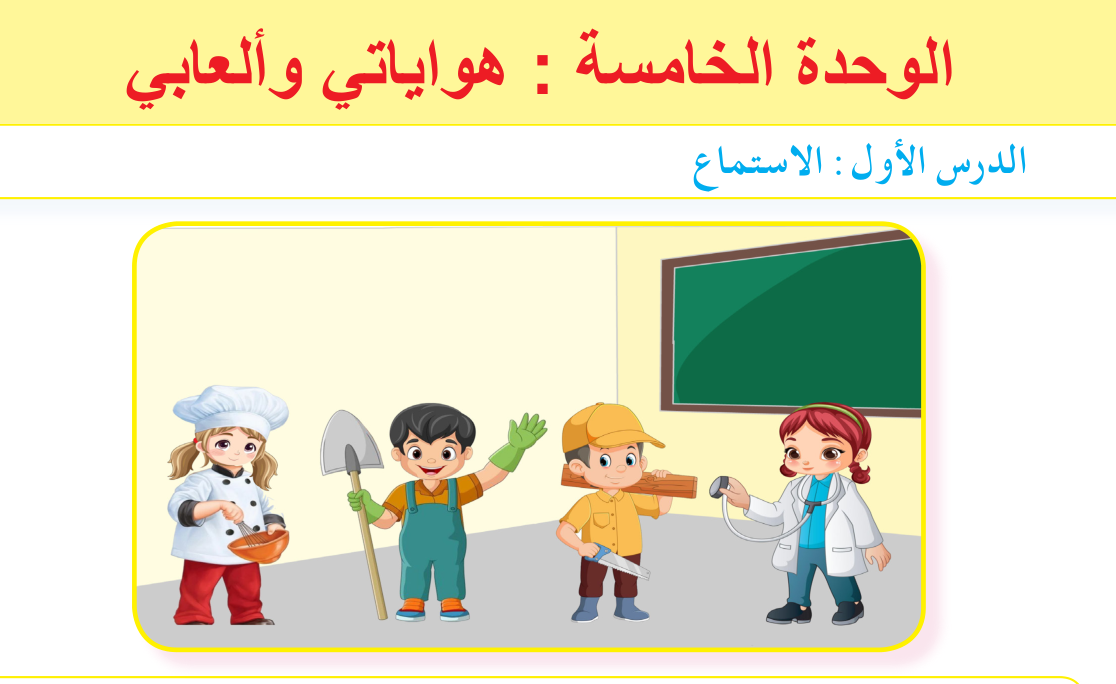 الوحدة الخامسة : هواياتي وألعابي
الدرس الأول : الاستماع